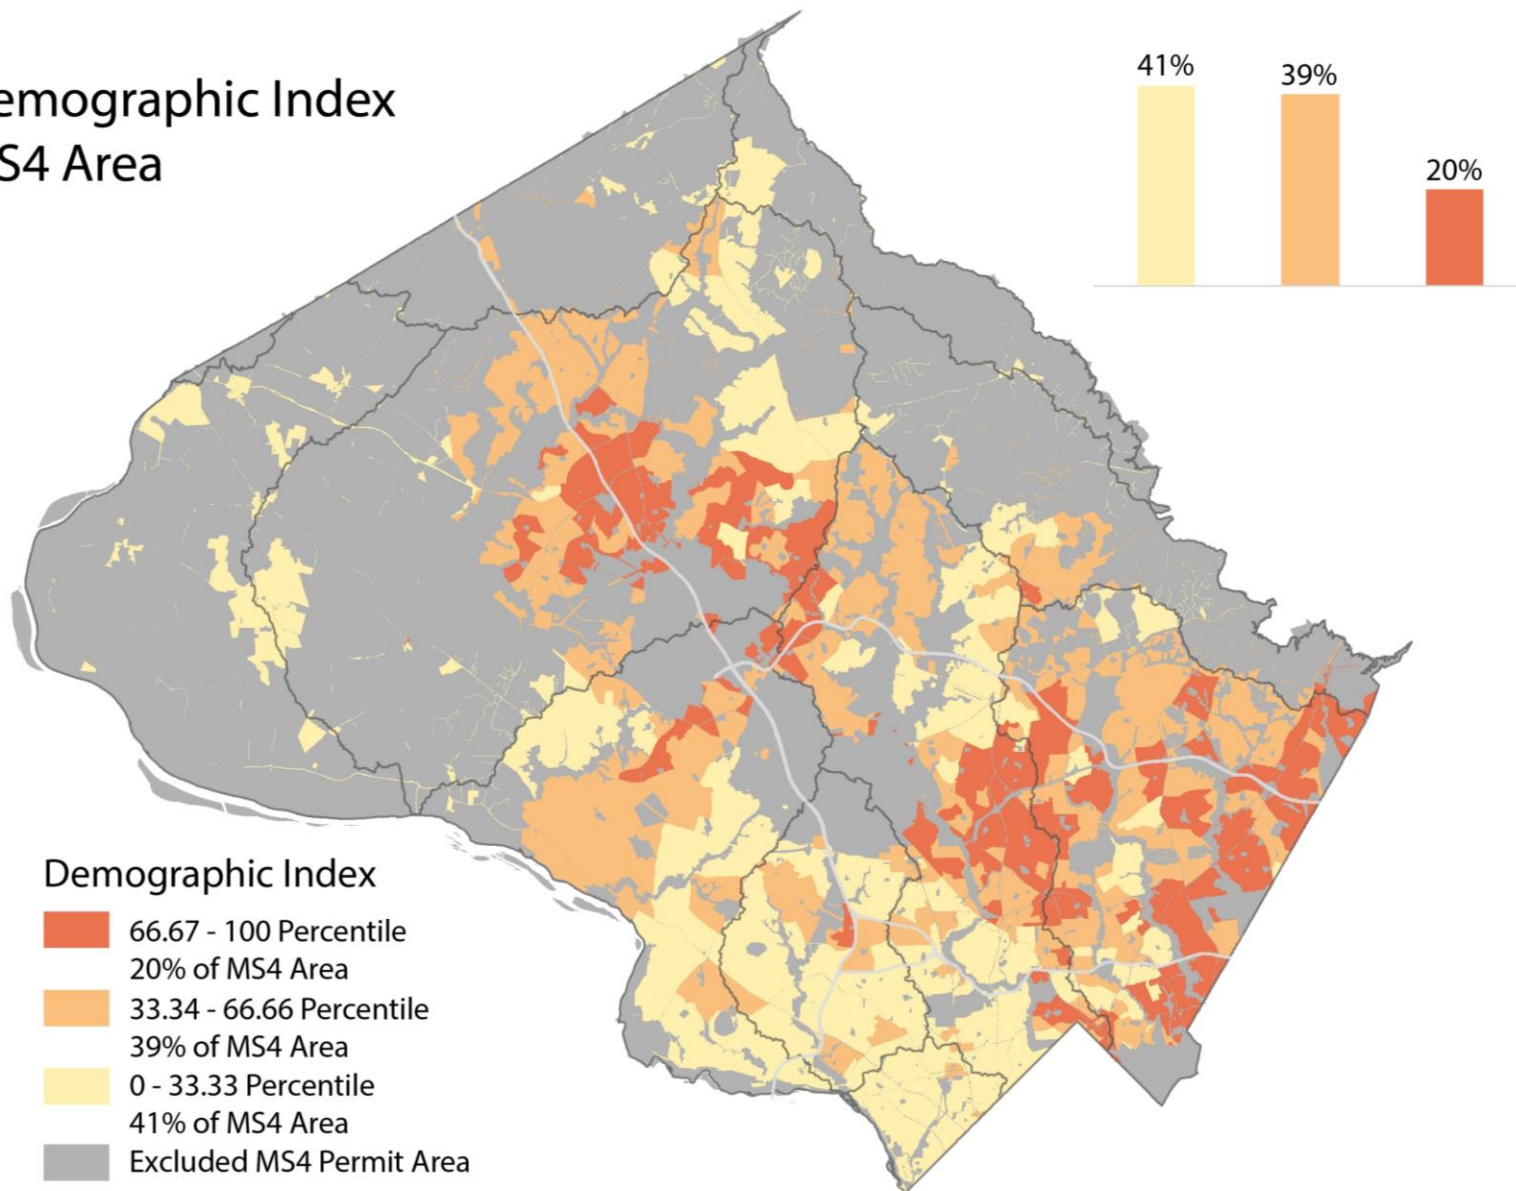 emographic Index
S4 Area
41%
39%
20%
Demographic Index
66.67 - 100 Percentile
20% of MS4 Area
33.34 - 66.66 Percentile
39% of MS4 Area
0 - 33.33 Percentile
41% of MS4 Area
Excluded MS4 Permit Area